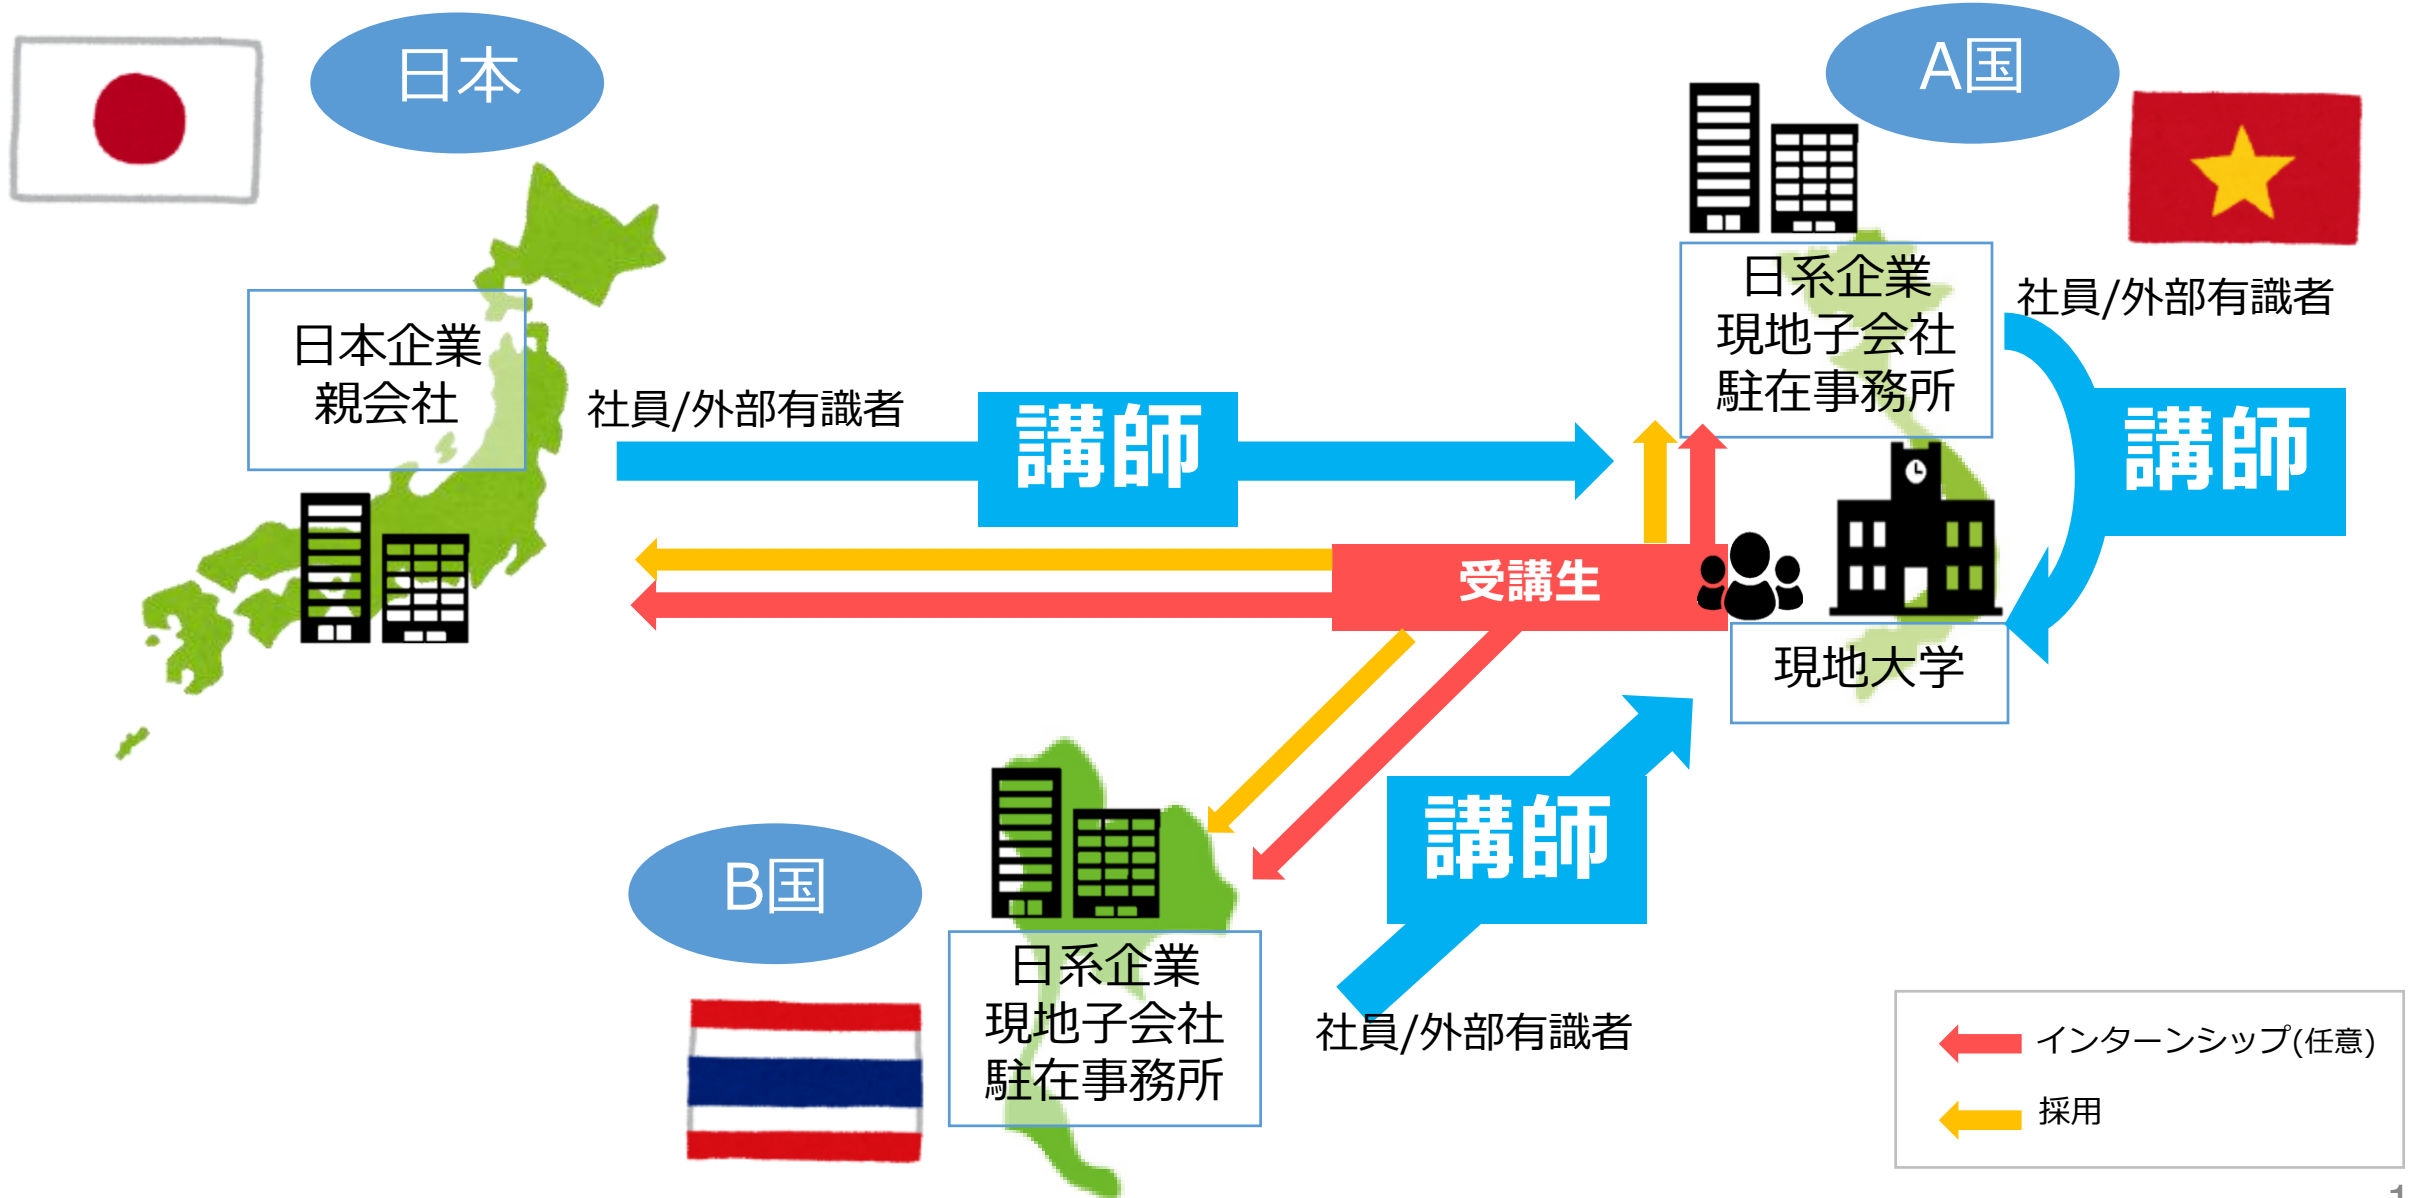 日本
A国
日系企業
現地子会社
駐在事務所
社員/外部有識者
日本企業
親会社
社員/外部有識者
講師
講師
受講生
現地大学
講師
B国
日系企業
現地子会社
駐在事務所
社員/外部有識者
インターンシップ(任意)
採用
1